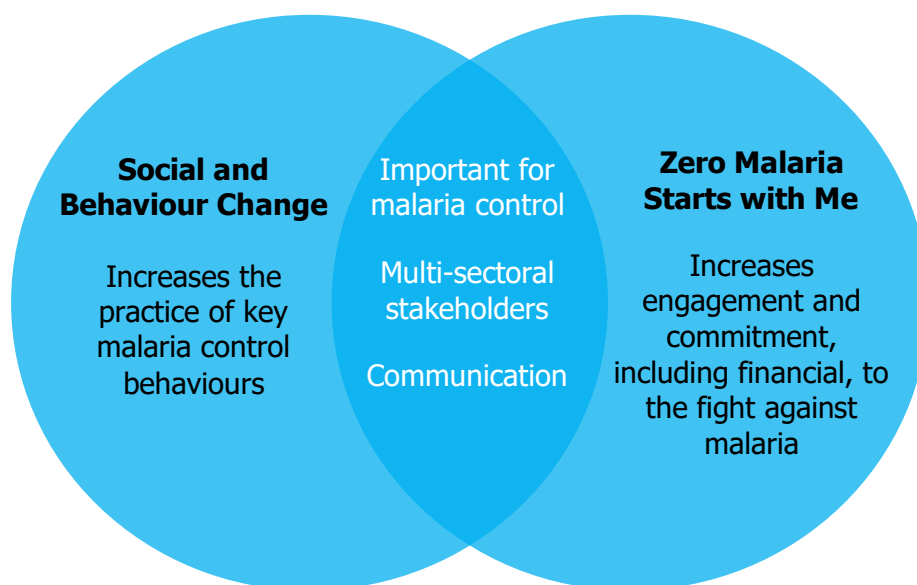 Social and
Behaviour Change
Increases the
practice of key
malaria control
behaviours
Important for
malaria control
Multi-sectoral
stakeholders
Communication
Zero Malaria
Starts with Me
Increases
engagement and
commitment,
including financial, to
the fight against
malaria